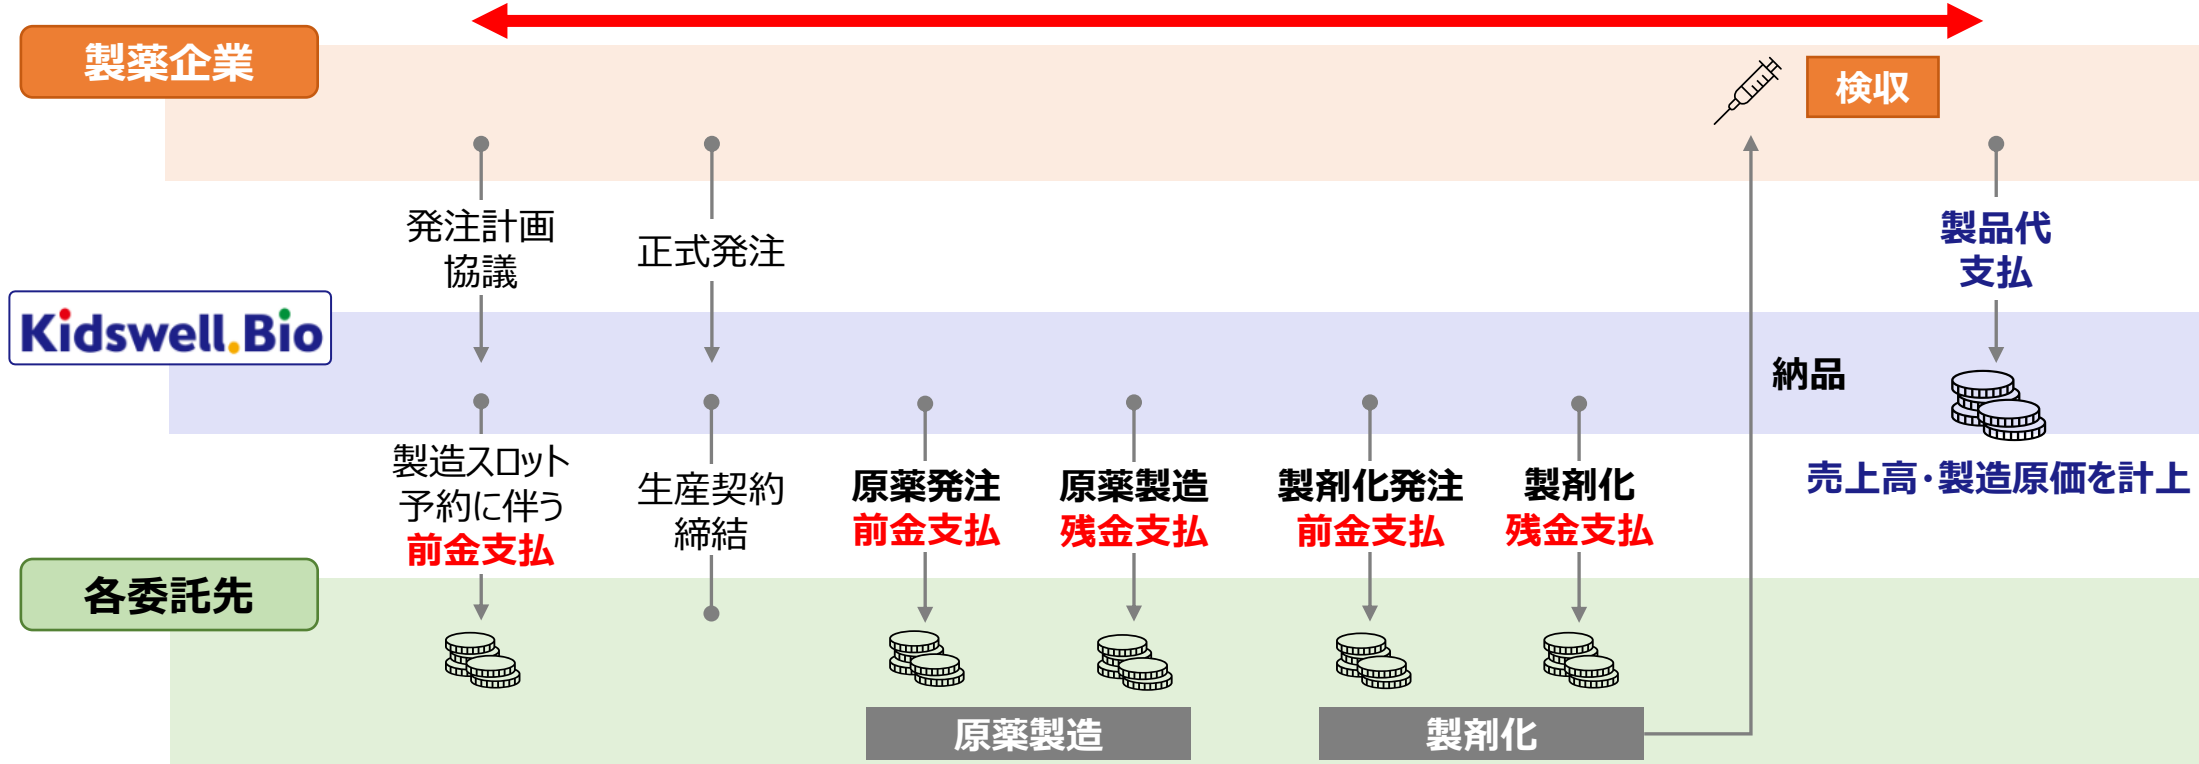 製薬企業
検収
発注計画
協議
正式発注
製品代
支払
Kidswell.Bio
納品
製造スロット
予約に伴う
前金支払
生産契約
締結
原薬発注
前金支払
原薬製造
残金支払
製剤化発注
前金支払
製剤化
残金支払
売上高・製造原価を計上
各委託先
原薬製造
製剤化